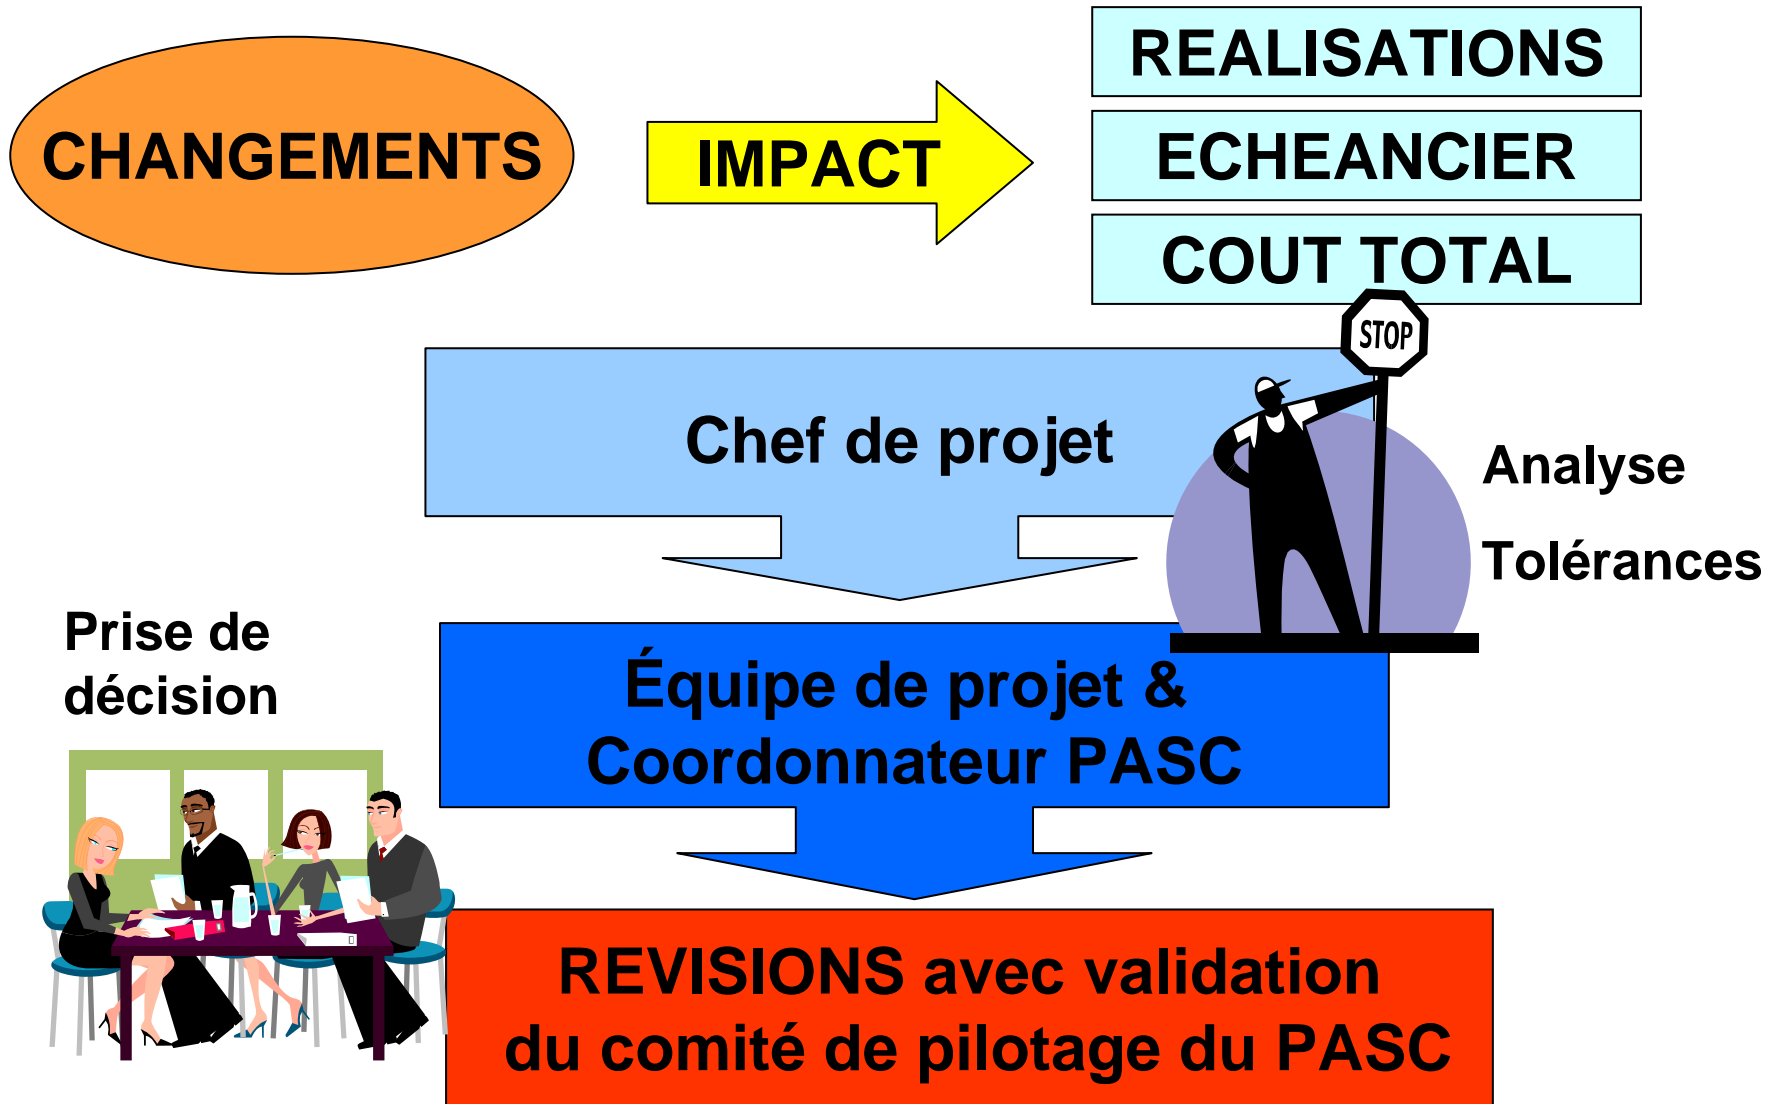 CHANGEMENTS
IMPACT
REALISATIONS
ECHEANCIER
COUT TOTAL
STOP
Chef de projet
Analyse
Tolérances
Prise de
décision
Équipe de projet &
Coordonnateur PASC
REVISIONS avec validation
du comité de pilotage du PASC